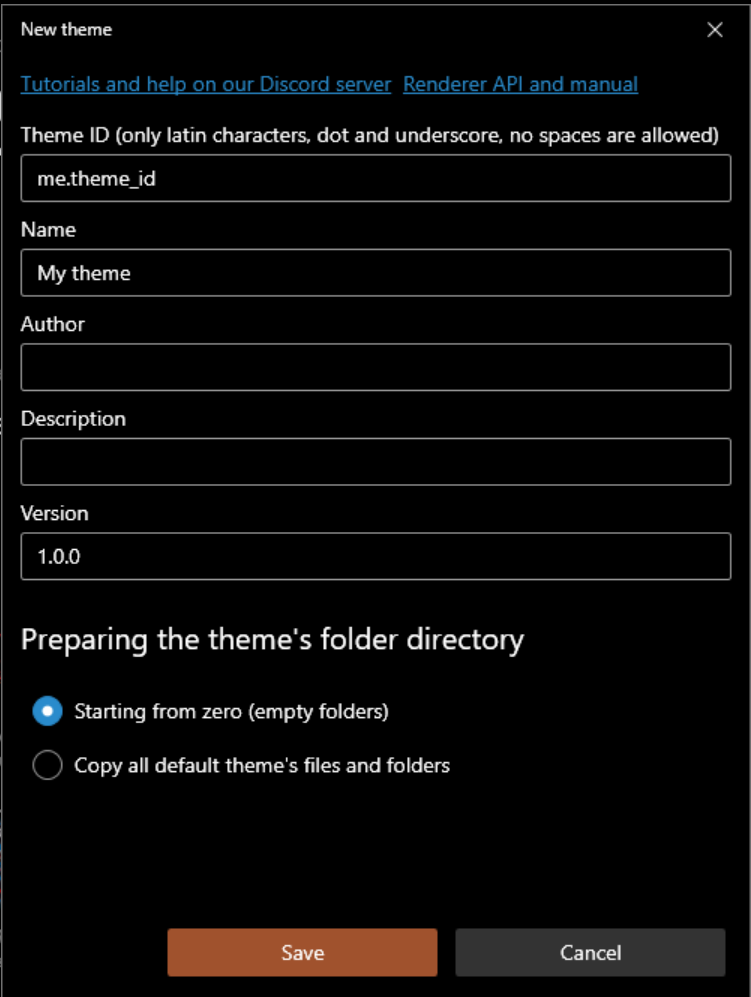 New theme
Tutorials and help on our Discord server Renderer API and manual
Theme ID (only latin characters, dot and underscore, no spaces are allowed)
me.theme_id
Name
My theme
Author
Description
Version
1.0.0
Preparing the theme's folder directory
Starting from zero (empty folders)
Copy all default theme's files and folders
Save Cancel